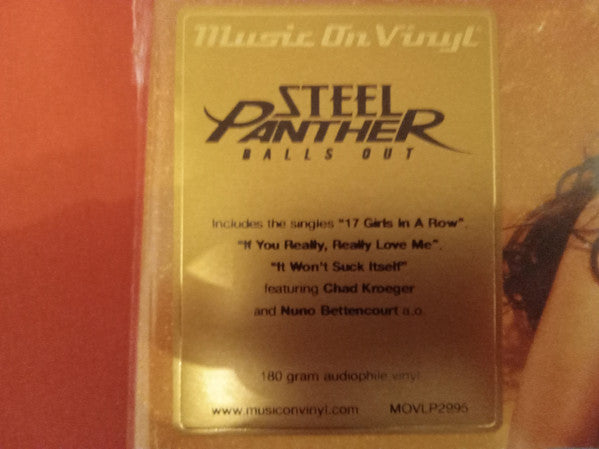 Music On Vinyl
STEEL
PANTHER
BALLS OUT
Includes the singles "17 Girls In A Row",
"If You Really, Really Love Me",
"It Won't Suck Itself"
featuring Chad Kroeger
and Nuno Bettencourt a.o.
180 gram audiophile vinyl
www.musiconvinyl.com MOVLP2995